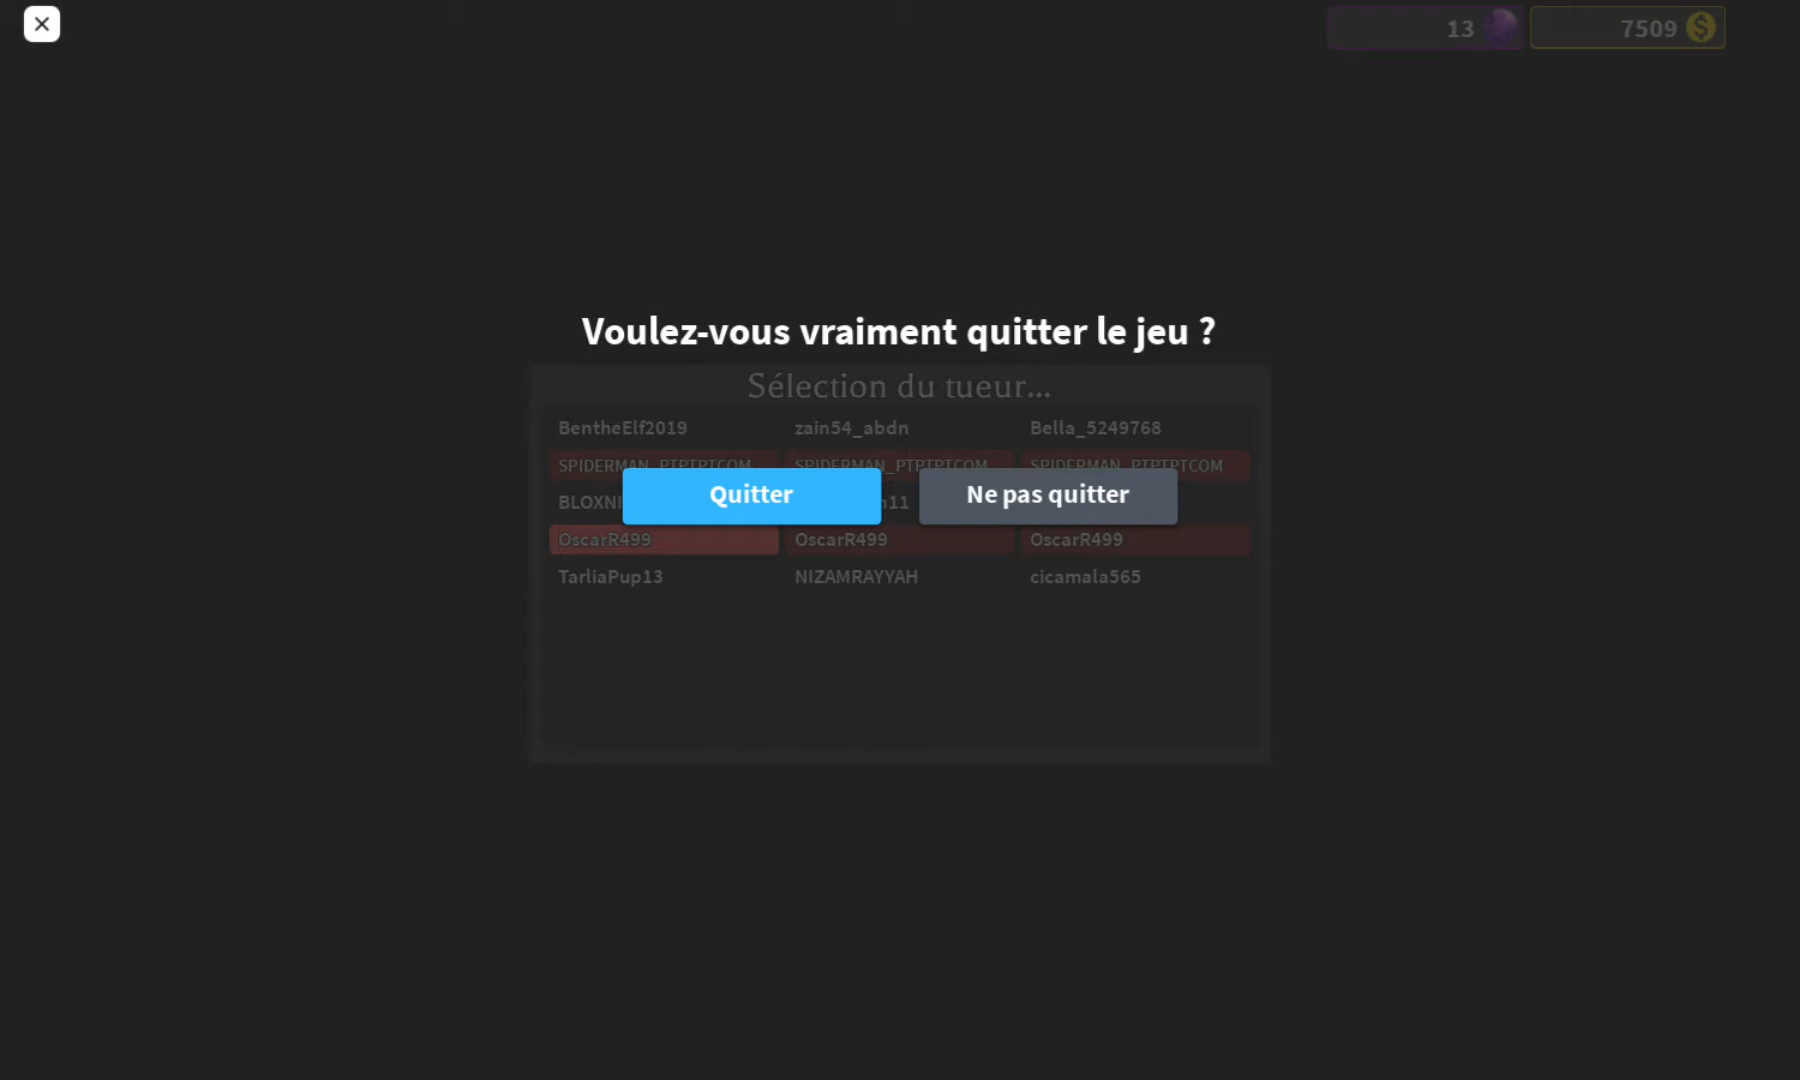 13
7509
Voulez-vous vraiment quitter le jeu ?
Sélection du tueur...
BentheElf2019 zain54_abdn Bella_5249768
SPIDERMAN_PTPTPTCOM SPIDERMAN_PTPTPTCOM SPIDERMAN_PTPTPTCOM
Quitter Ne pas quitter
OscarR499 OscarR499 OscarR499
TarliaPup13 NIZAMRAYYAH cicamala565